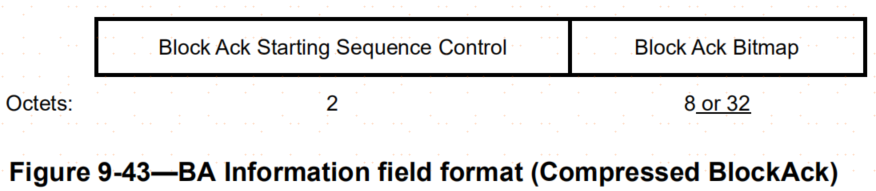 Block Ack Starting Sequence Control Block Ack Bitmap
Octets: 2 8 or 32
Figure 9-43—BA Information field format (Compressed BlockAck)